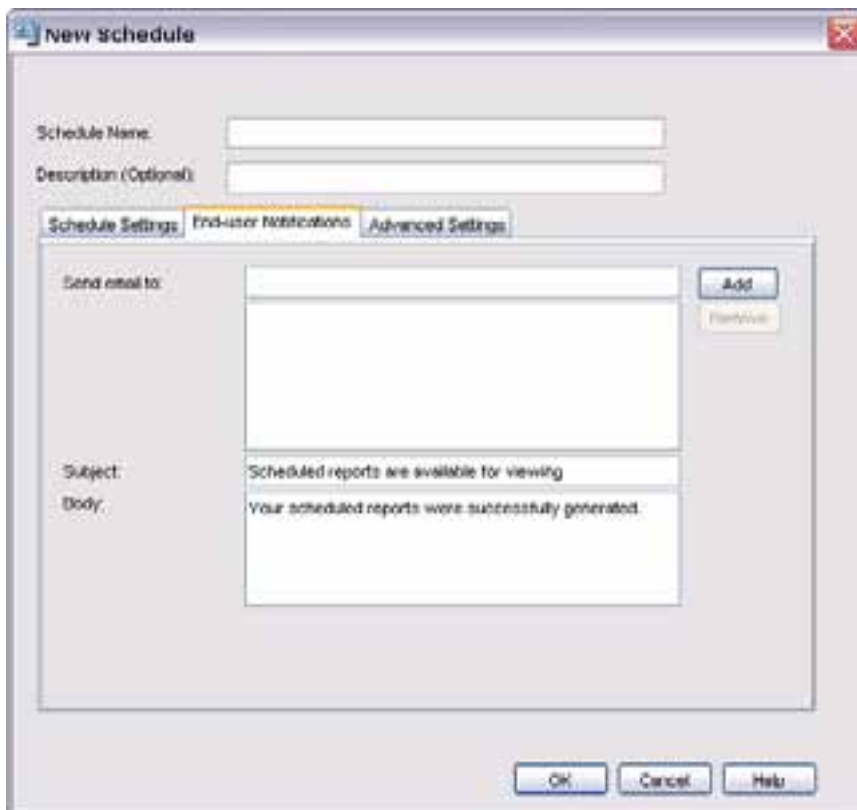 New Schedule
Schedule Name:
Description (Optional):
Schedule Settings End-user Notifications Advanced Settings
Send email to:
Add
Remove
Subject:
Scheduled reports are available for viewing
Body:
Your scheduled reports were successfully generated.
OK Cancel Help